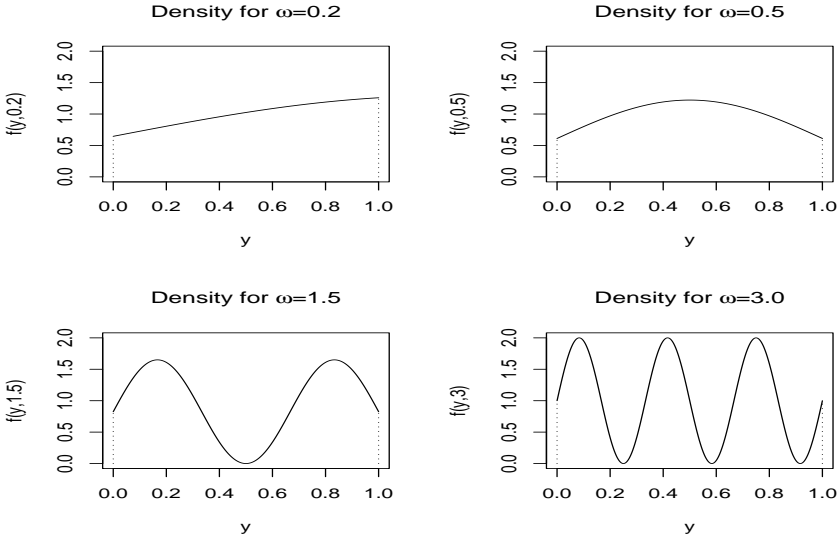 Density for ω=0.2
f(y,0.2)
2.0
1.5
1.0
0.5
0.0
0.0 0.2 0.4 0.6 0.8 1.0
y
Density for ω=0.5
f(y,0.5)
2.0
1.5
1.0
0.5
0.0
0.0 0.2 0.4 0.6 0.8 1.0
y
Density for ω=1.5
f(y,1.5)
2.0
1.5
1.0
0.5
0.0
0.0 0.2 0.4 0.6 0.8 1.0
y
Density for ω=3.0
f(y,3)
2.0
1.5
1.0
0.5
0.0
0.0 0.2 0.4 0.6 0.8 1.0
y